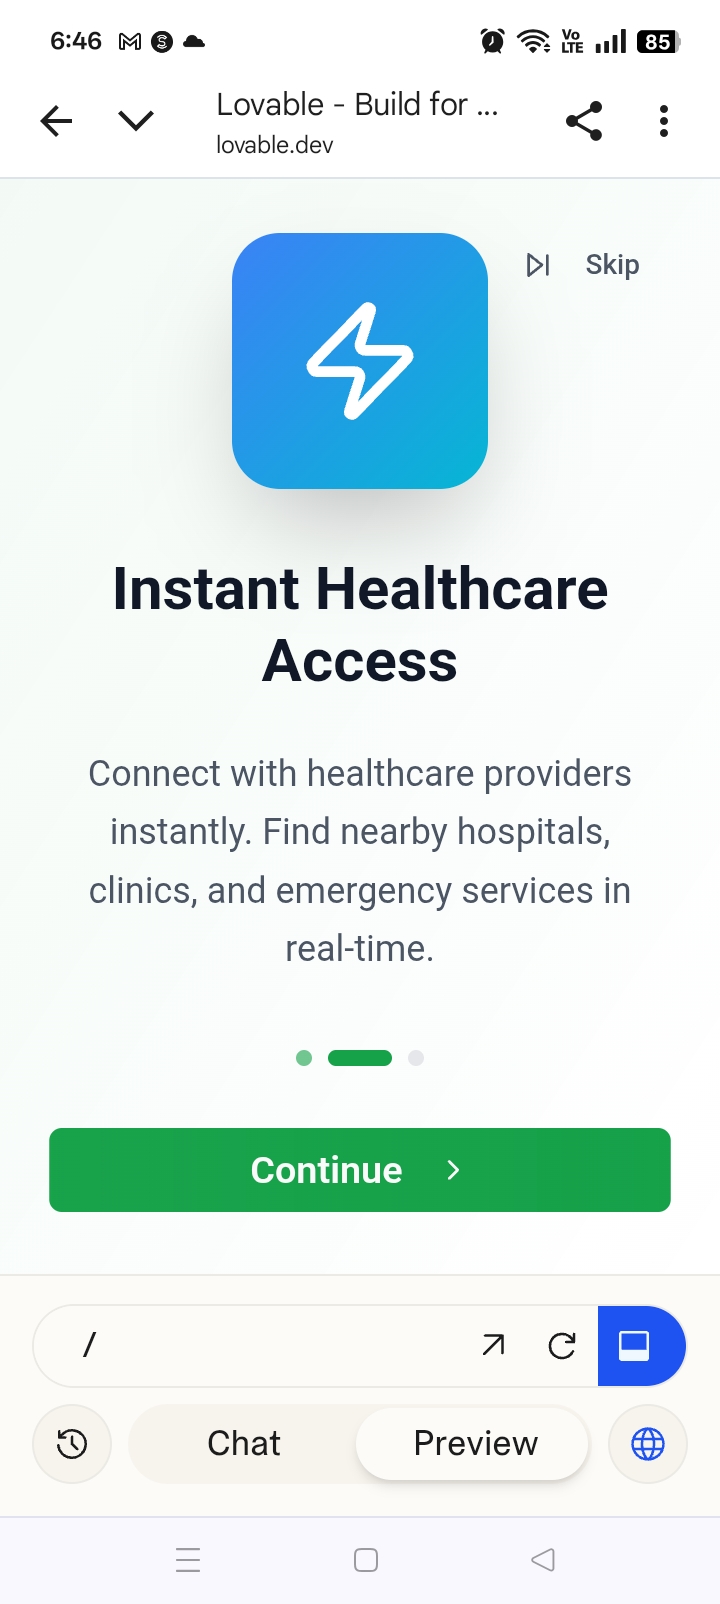 6:46
Vo
LTE
85
Lovable - Build for ...
lovable.dev
Skip
Instant Healthcare
Access
Connect with healthcare providers
instantly. Find nearby hospitals,
clinics, and emergency services in
real-time.
Continue
/
Chat
Preview